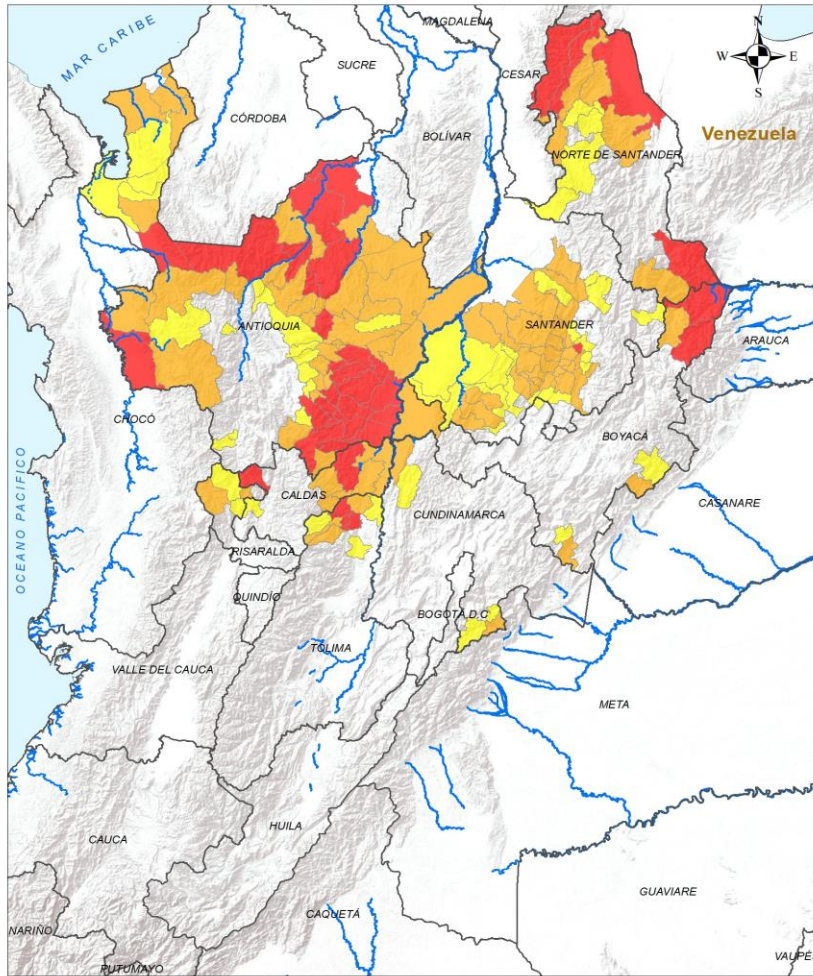 MAGDALENA
N
W E
S
MAR CARIBE
SUCRE
CESAR
CÓRDOBA
BOLÍVAR
Venezuela
NORTE DE SANTANDER
ANTIOQUIA
SANTANDER
ARAUCA
CHOCÓ
BOYACÁ
OCEANO PACIFICO
CALDAS
CUNDINAMARCA
CASANARE
RISARALDA
QUINDÍO
BOGOTÁ D.C
TOLIMA
VALLE DEL CAUCA
META
HUILA
CAUCA
GUAVIARE
CAQUETÁ
NARIÑO
PUTUMAYO
VAUPÉS